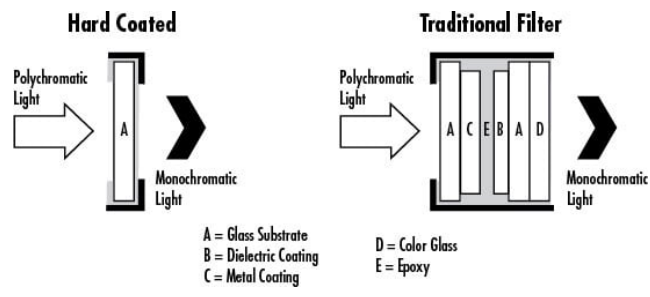 Hard Coated
Traditional Filter
Polychromatic
Light
A
Monochromatic
Light
Polychromatic
Light
A C E B A D
Monochromatic
Light
A = Glass Substrate
B = Dielectric Coating
C = Metal Coating
D = Color Glass
E = Epoxy